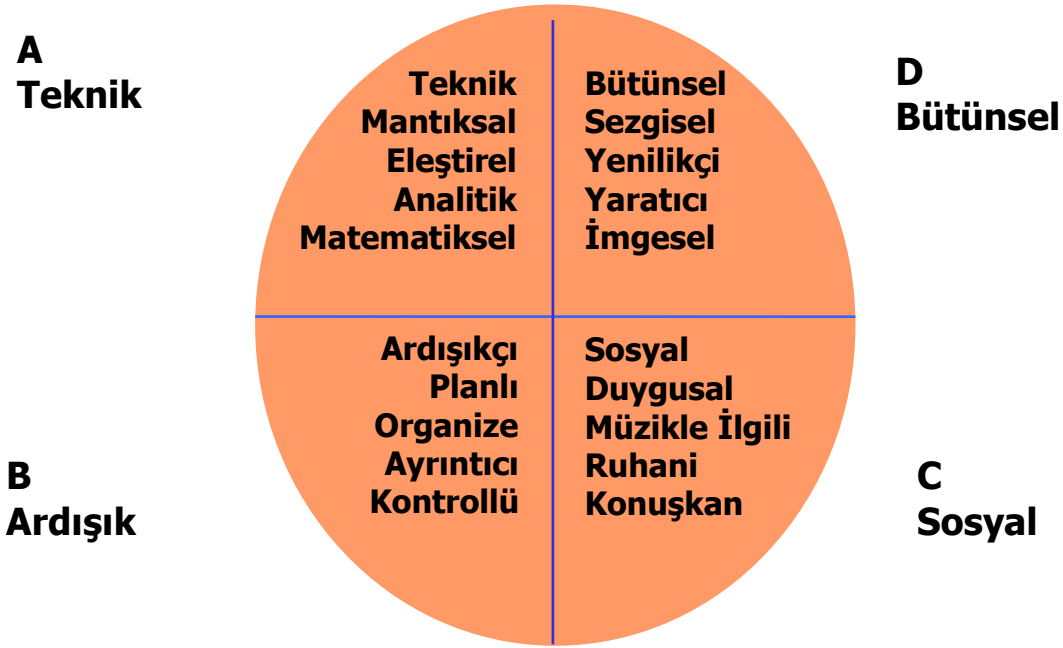 A
Teknik
Teknik
Mantıksal
Eleştirel
Analitik
Matematiksel
Bütünsel
Sezgisel
Yenilikçi
Yaratıcı
İmgesel
D
Bütünsel
B
Ardışık
Ardışıkçı
Planlı
Organize
Ayrıntıcı
Kontrollü
Sosyal
Duygusal
Müzikle İlgili
Ruhani
Konuşkan
C
Sosyal